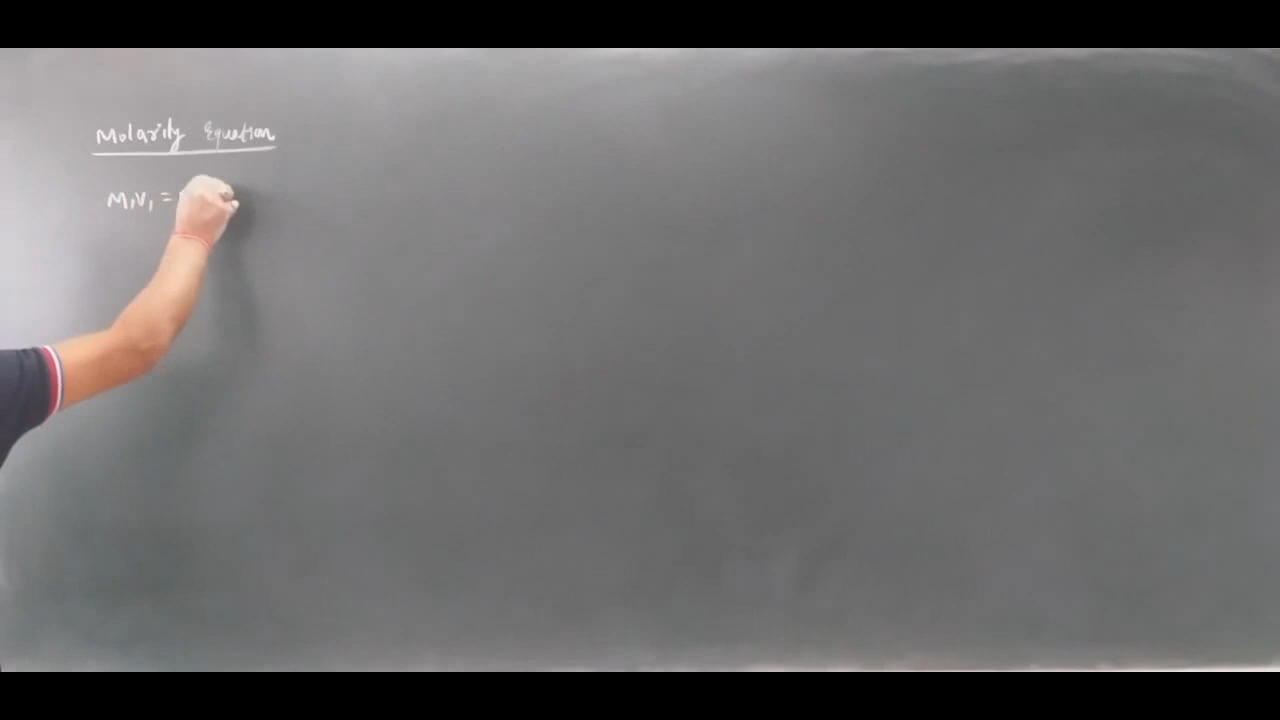 Molarity Equation
M₁V₁ =